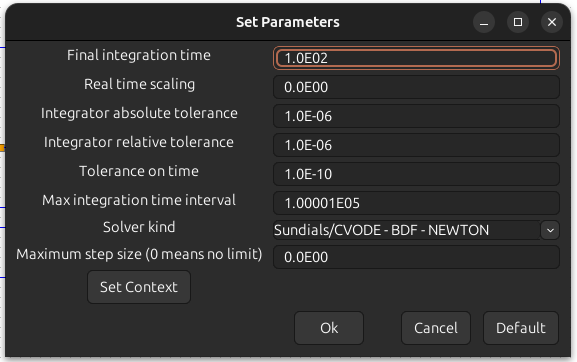 Set Parameters
Final integration time 1.0E02
Real time scaling 0.0E00
Integrator absolute tolerance 1.0E-06
Integrator relative tolerance 1.0E-06
Tolerance on time 1.0E-10
Max integration time interval 1.00001E05
Solver kind Sundials/CVODE - BDF - NEWTON
Maximum step size (0 means no limit) 0.0E00
Set Context
Ok Cancel Default